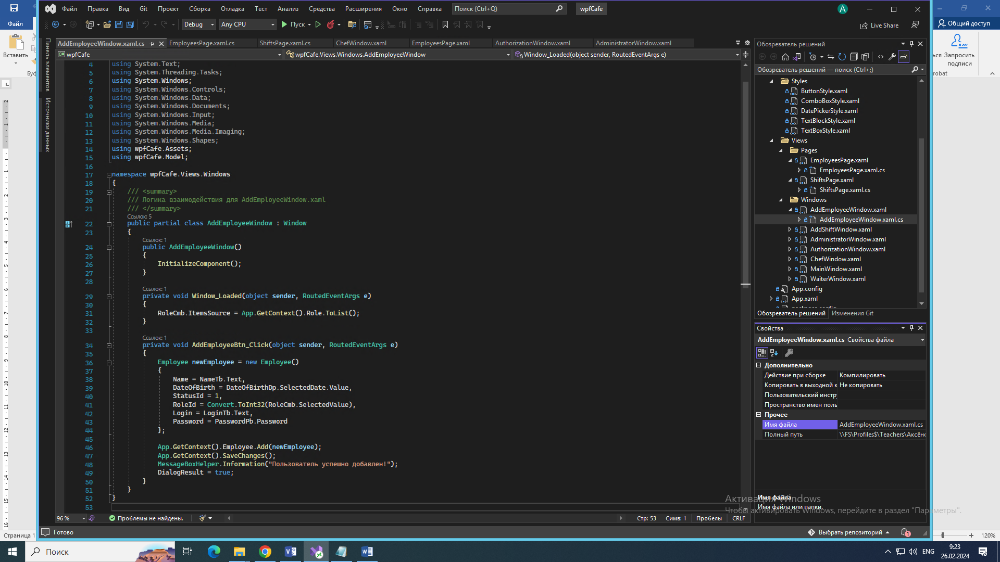 Файл
Правка
Вид
Git
Проект
Сборка
Отладка
Тест
Анализ
Средства
Расширения
Окно
Справка
Поиск (Ctrl+Q)
wpfCafe
A
Файл
Общий доступ
Debug
Any CPU
Пуск
Live Share
Вставить
Запросить
подписи
AddEmployeeWindow.xaml.cs
EmployeesPage.xaml.cs
ShiftsPage.xaml.cs
ChefWindow.xaml
EmployeesPage.xaml
AuthorizationWindow.xaml
AdministratorWindow.xaml
wpfCafe
wpfCafe.Views.Windows.AddEmployeeWindow
Window_Loaded(object sender, RoutedEventArgs e)
Панель элементов
Источники данных
4 using System.Text;
5 using System.Threading.Tasks;
6 using System.Windows;
7 using System.Windows.Controls;
8 using System.Windows.Data;
9 using System.Windows.Documents;
10 using System.Windows.Input;
11 using System.Windows.Media;
12 using System.Windows.Media.Imaging;
13 using System.Windows.Shapes;
14 using wpfCafe.Assets;
15 using wpfCafe.Model;
16
17 namespace wpfCafe.Views.Windows
18 {
19 /// <summary>
20 /// Логика взаимодействия для AddEmployeeWindow.xaml
21 /// </summary>
Ссылок: 5
22 public partial class AddEmployeeWindow : Window
23 {
Ссылок: 1
24 public AddEmployeeWindow()
25 {
26 InitializeComponent();
27 }
28
Ссылок: 1
29 private void Window_Loaded(object sender, RoutedEventArgs e)
30 {
31 RoleCmb.ItemsSource = App.GetContext().Role.ToList();
32 }
33
Ссылок: 1
34 private void AddEmployeeBtn_Click(object sender, RoutedEventArgs e)
35 {
36 Employee newEmployee = new Employee()
37 {
38 Name = NameTb.Text,
39 DateOfBirth = DateOfBirthDp.SelectedDate.Value,
40 StatusId = 1,
41 RoleId = Convert.ToInt32(RoleCmb.SelectedValue),
42 Login = LoginTb.Text,
43 Password = PasswordPb.Password
44 };
45
46 App.GetContext().Employee.Add(newEmployee);
47 App.GetContext().SaveChanges();
48 MessageBoxHelper.Information("Пользователь успешно добавлен!");
49 DialogResult = true;
50 }
51 }
52 }
53
96 %
Проблемы не найдены.
Стр: 53
Симв: 1
Пробелы
CRLF
Обозреватель решений
Обозреватель решений — поиск (Ctrl+;)
Styles
ButtonStyle.xaml
ComboBoxStyle.xaml
DatePickerStyle.xaml
TextBlockStyle.xaml
TextBoxStyle.xaml
Views
Pages
EmployeesPage.xaml
EmployeesPage.xaml.cs
ShiftsPage.xaml
ShiftsPage.xaml.cs
Windows
AddEmployeeWindow.xaml
AddEmployeeWindow.xaml.cs
AddShiftWindow.xaml
AdministratorWindow.xaml
AuthorizationWindow.xaml
ChefWindow.xaml
MainWindow.xaml
WaiterWindow.xaml
App.config
App.xaml
Обозреватель решений
Изменения Git
Свойства
AddEmployeeWindow.xaml.cs Свойства файла
Дополнительно
Действие при сборке Компилировать
Копировать в выходной к Не копировать
Пользовательский инстру
Пространство имен поль
Прочее
Имя файла AddEmployeeWindow.xaml.cs
Полный путь \\FS\Profiles$\Teachers\Аксёно
Имя файла
Имя файла или папки.
Активация Windows
Чтобы активировать Windows, перейдите в раздел "Параметры".
Готово
Выбрать репозиторий
1
Страница 1
120%
Поиск
ENG
9:23
26.02.2024